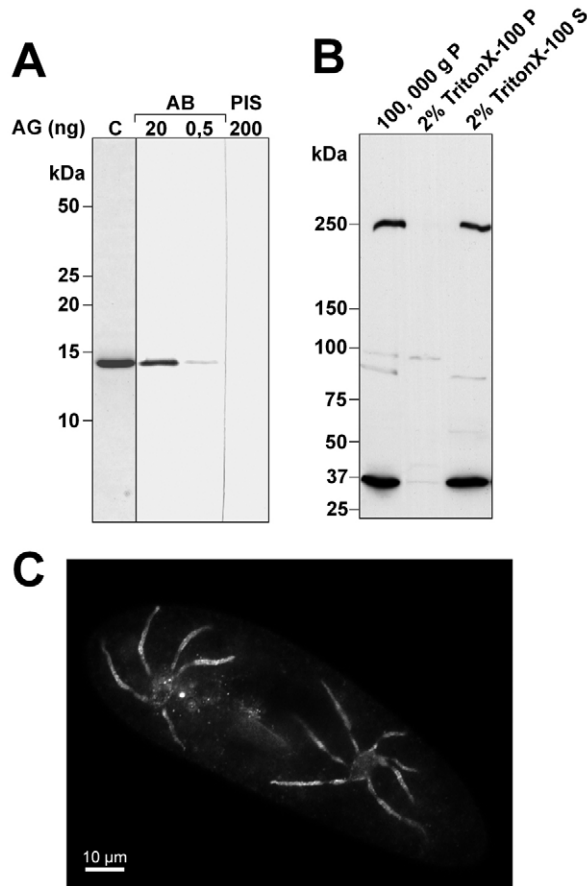 A
AB PIS
AG (ng) C 20 0,5 200
kDa
50
25
20
15
10
B
100, 000 g P
2% TritonX-100 P
2% TritonX-100 S
kDa
250
150
100
75
50
37
25
C
10 µm